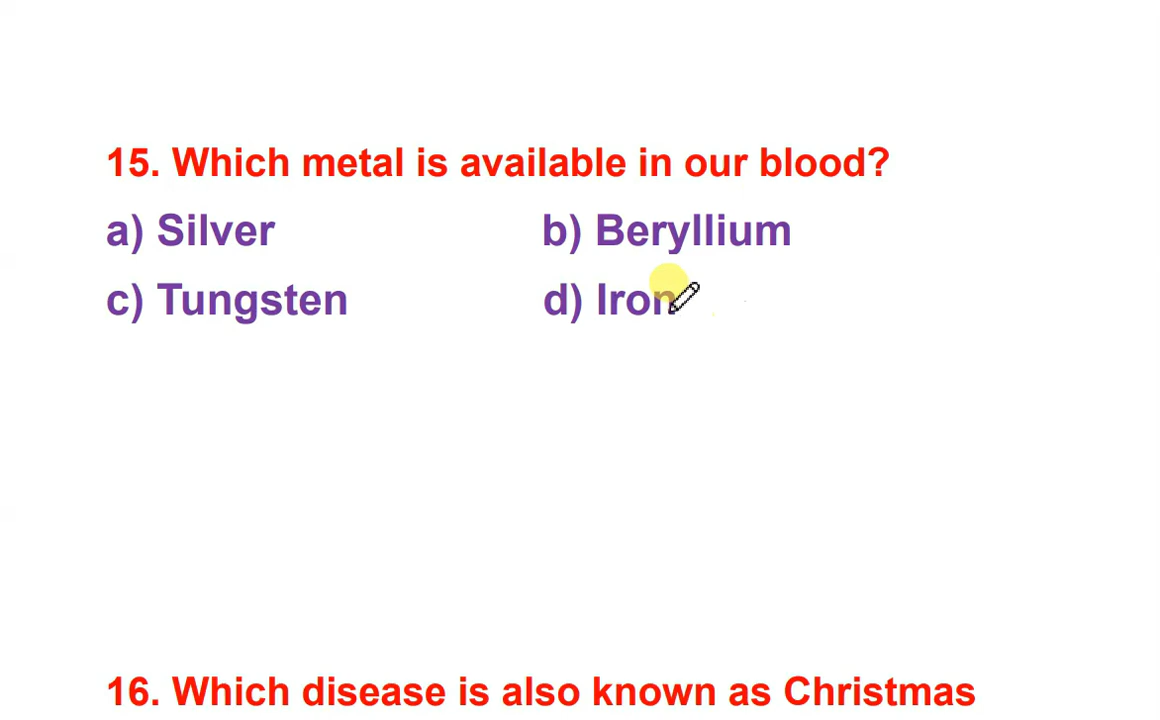 15. Which metal is available in our blood?
a) Silver b) Beryllium
c) Tungsten d) Iron
16. Which disease is also known as Christmas